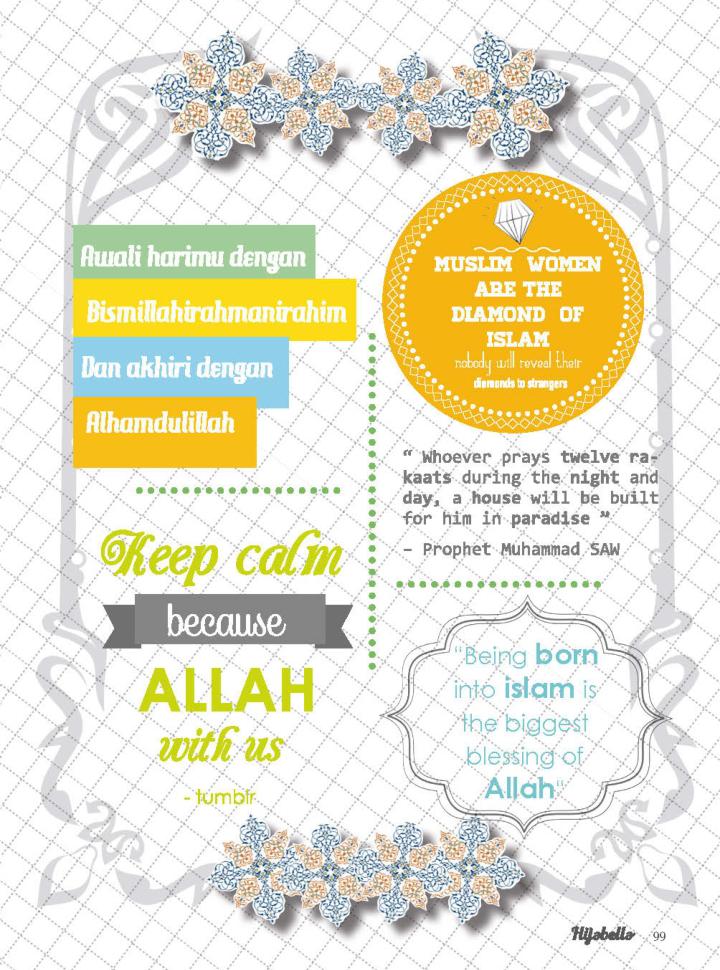 Awali harimu dengan
Bismillahirahmanirahim
Dan akhiri dengan
Alhamdulillah
MUSLIM WOMEN
ARE THE
DIAMOND OF
ISLAM
nobody will reveal their
diamonds to strangers
“ Whoever prays twelve ra-
kaats during the night and
day, a house will be built
for him in paradise ”
– Prophet Muhammad SAW
Keep calm
because
ALLAH
with us
- tumblr
"Being born
into islam is
the biggest
blessing of
Allah"
Hijabella 99